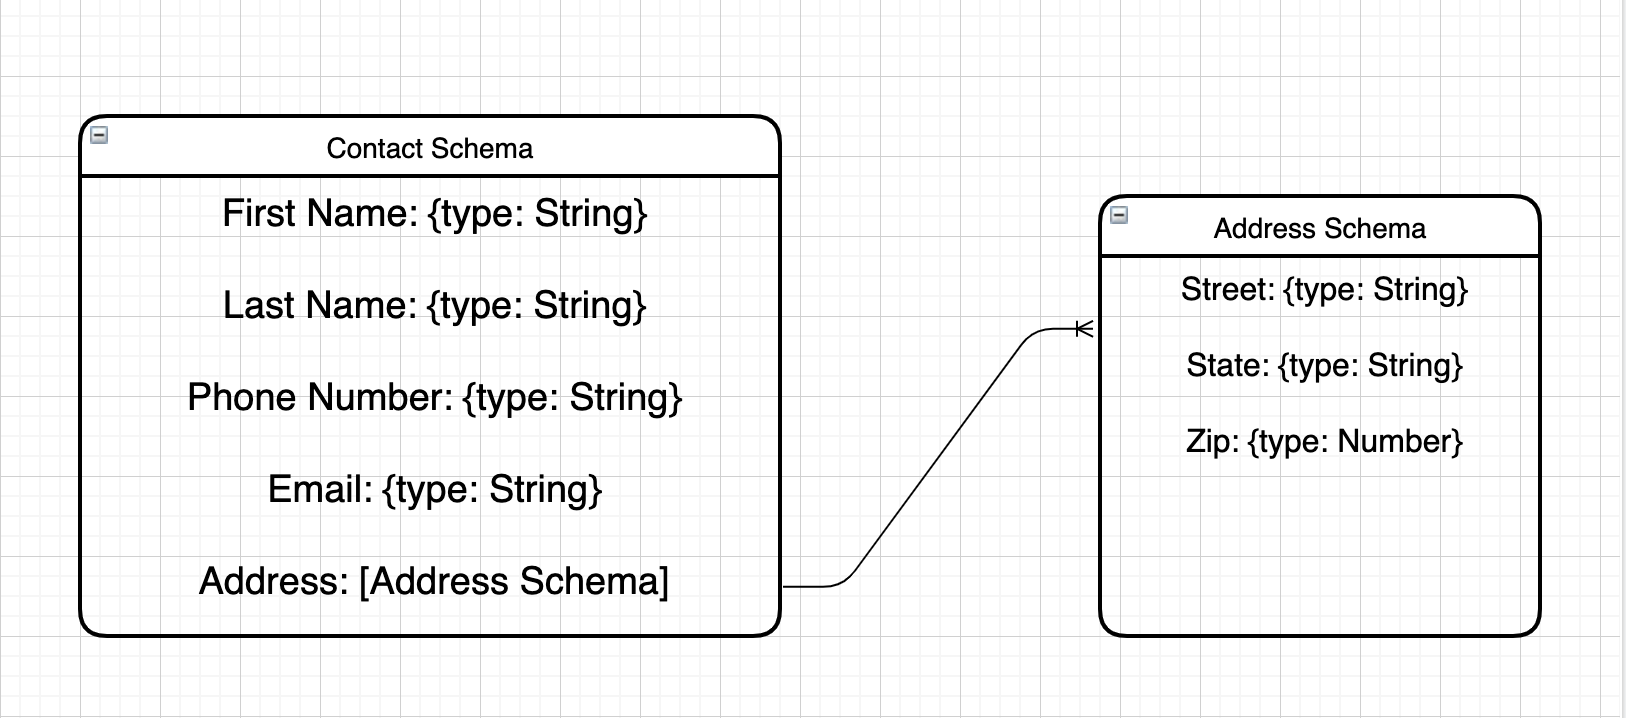 Contact Schema
First Name: {type: String}
Last Name: {type: String}
Phone Number: {type: String}
Email: {type: String}
Address: [Address Schema]
Address Schema
Street: {type: String}
State: {type: String}
Zip: {type: Number}